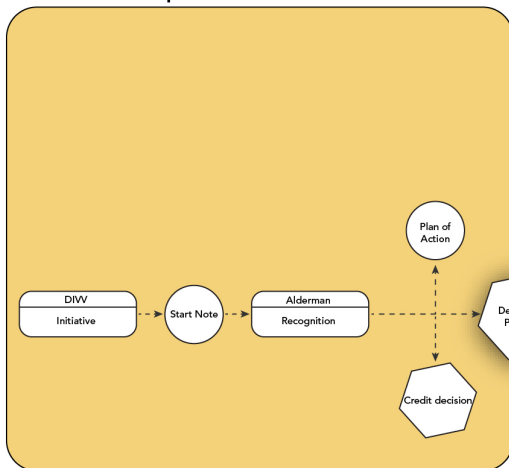 Plan of
Action
DIVV
Initiative
Start Note
Alderman
Recognition
Credit decision